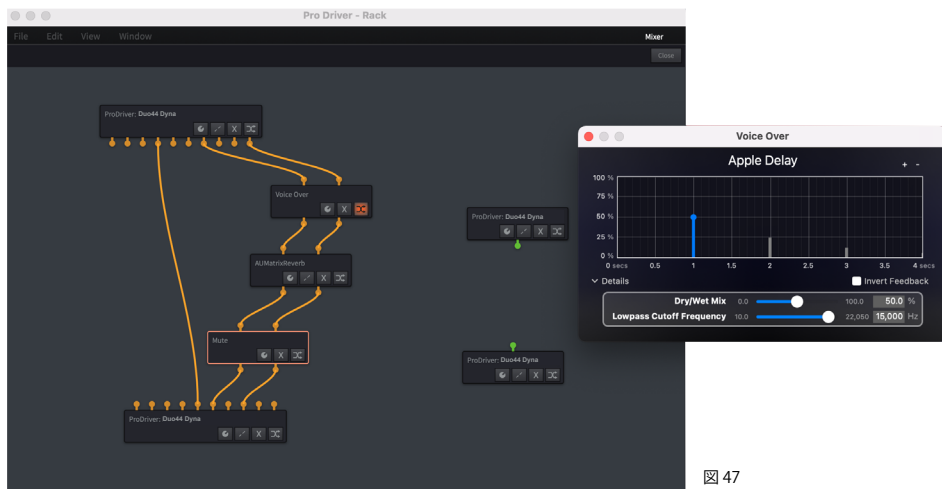 Pro Driver – Rack
File Edit View Window
Mixer
Close
ProDriver: Duo44 Dyna
X
Voice Over
X
AUMatrixReverb
X
Mute
X
ProDriver: Duo44 Dyna
X
ProDriver: Duo44 Dyna
X
ProDriver: Duo44 Dyna
X
Voice Over
Apple Delay
+ -
100 %
75 %
50 %
25 %
0 %
0 secs 0.5 1 1.5 2 2.5 3 3.5 4 secs
Details
Invert Feedback
Dry/Wet Mix 0.0 100.0 50.0 %
Lowpass Cutoff Frequency 10.0 22,050 15,000 Hz
図 47